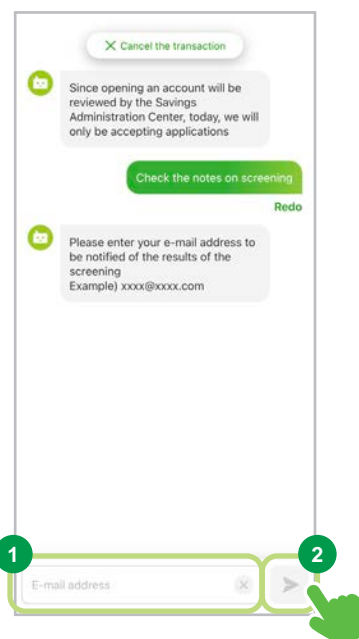 Cancel the transaction
Since opening an account will be
reviewed by the Savings
Administration Center, today, we will
only be accepting applications
Check the notes on screening
Redo
Please enter your e-mail address to
be notified of the results of the
screening
Example) xxxx@xxxx.com
1
2
E-mail address